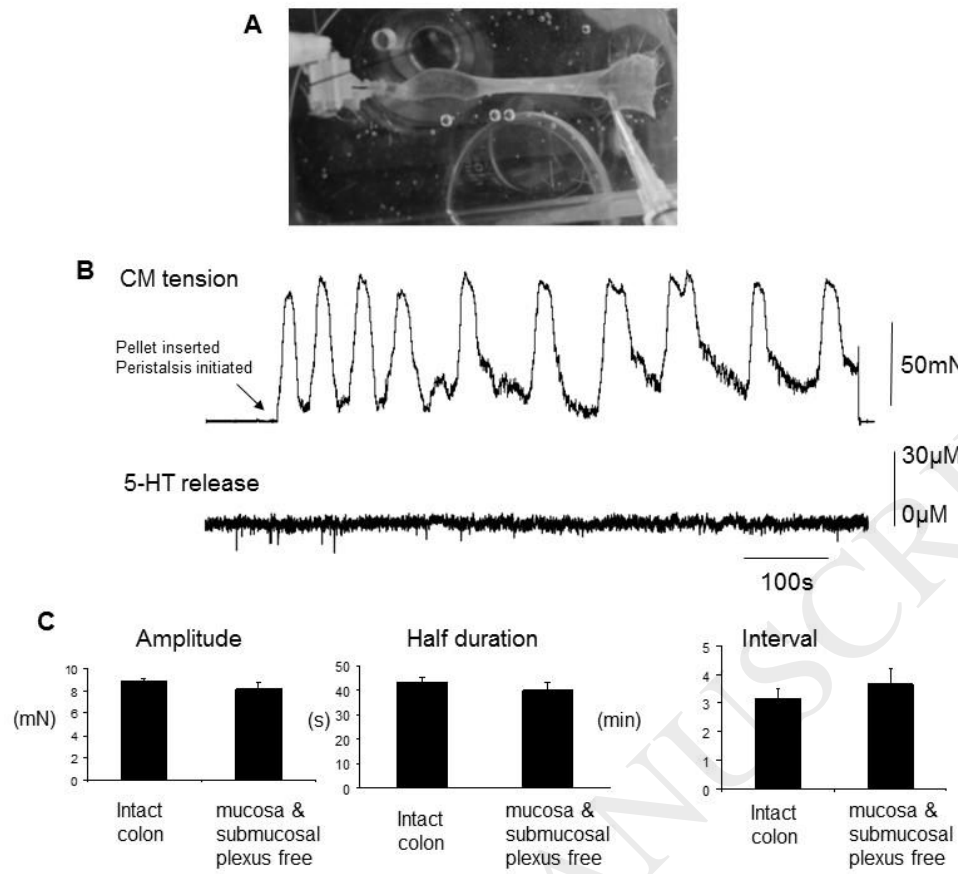 A
B
CM tension
Pellet inserted
Peristalsis initiated
50mN
30µM
5-HT release
0µM
100s
C
Amplitude
Half duration
Interval
(mN)
10
8
6
4
2
0
Intact
colon
mucosa &
submucosal
plexus free
(s)
50
40
30
20
10
0
Intact
colon
mucosa &
submucosal
plexus free
(min)
5
4
3
2
1
0
Intact
colon
mucosa &
submucosal
plexus free